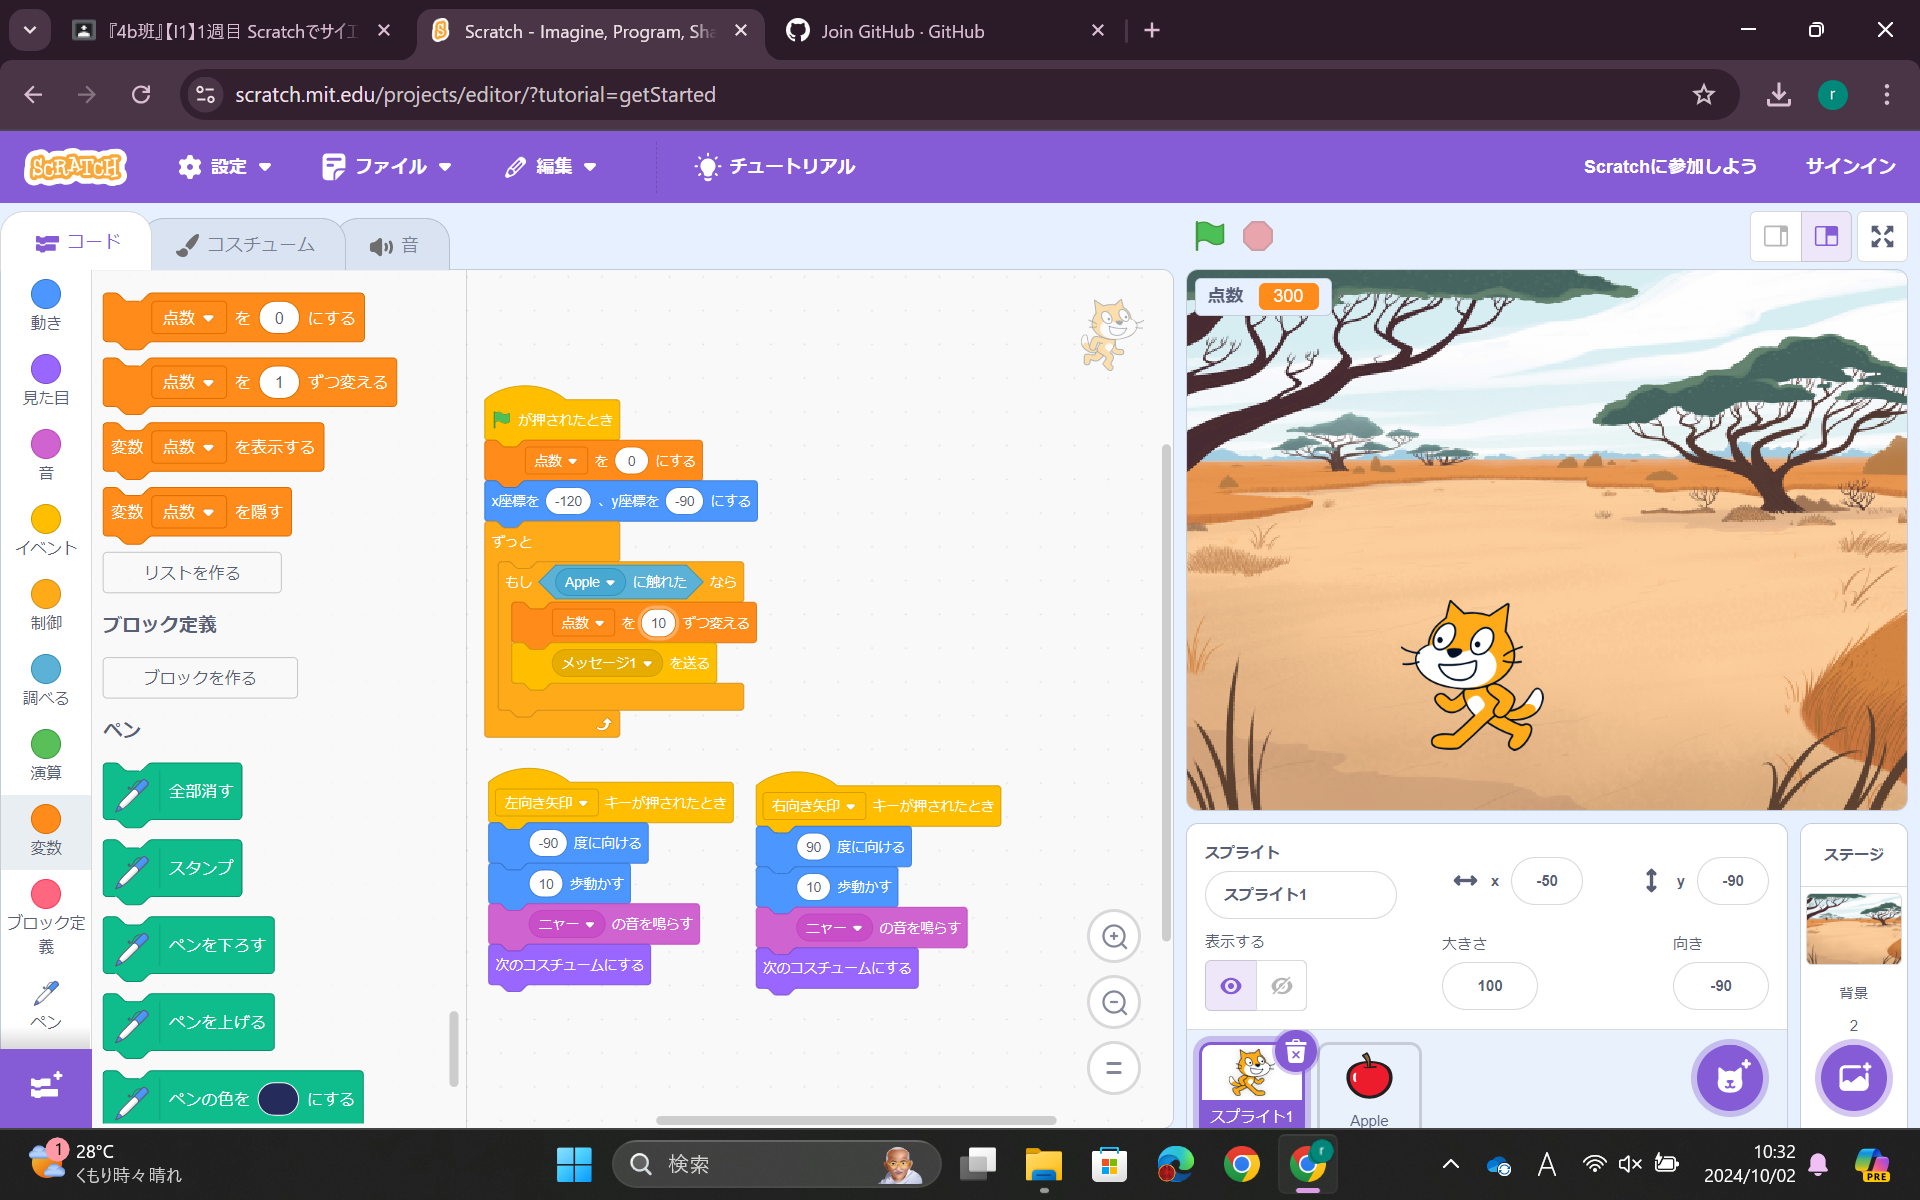 『4b班』【I1】1週目 Scratchでサイエ
Scratch - Imagine, Program, Sha
Join GitHub · GitHub
scratch.mit.edu/projects/editor/?tutorial=getStarted
r
SCRATCH
設定
ファイル
編集
チュートリアル
Scratchに参加しよう
サインイン
コード
コスチューム
音
動き
見た目
音
イベント
制御
調べる
演算
変数
ブロック定
義
ペン
点数 を 0 にする
点数 を 1 ずつ変える
変数 点数 を表示する
変数 点数 を隠す
リストを作る
ブロック定義
ブロックを作る
ペン
全部消す
スタンプ
ペンを下ろす
ペンを上げる
ペンの色を にする
が押されたとき
点数 を 0 にする
x座標を -120 、y座標を -90 にする
ずっと
もし Apple に触れた なら
点数 を 10 ずつ変える
メッセージ1 を送る
左向き矢印 キーが押されたとき
-90 度に向ける
10 歩動かす
ニャー の音を鳴らす
次のコスチュームにする
右向き矢印 キーが押されたとき
90 度に向ける
10 歩動かす
ニャー の音を鳴らす
次のコスチュームにする
点数 300
スプライト
スプライト1
x -50
y -90
表示する
大きさ
100
向き
-90
スプライト1
Apple
ステージ
背景
2
1
28°C
くもり時々晴れ
検索
r
A
10:32
2024/10/02
PRE